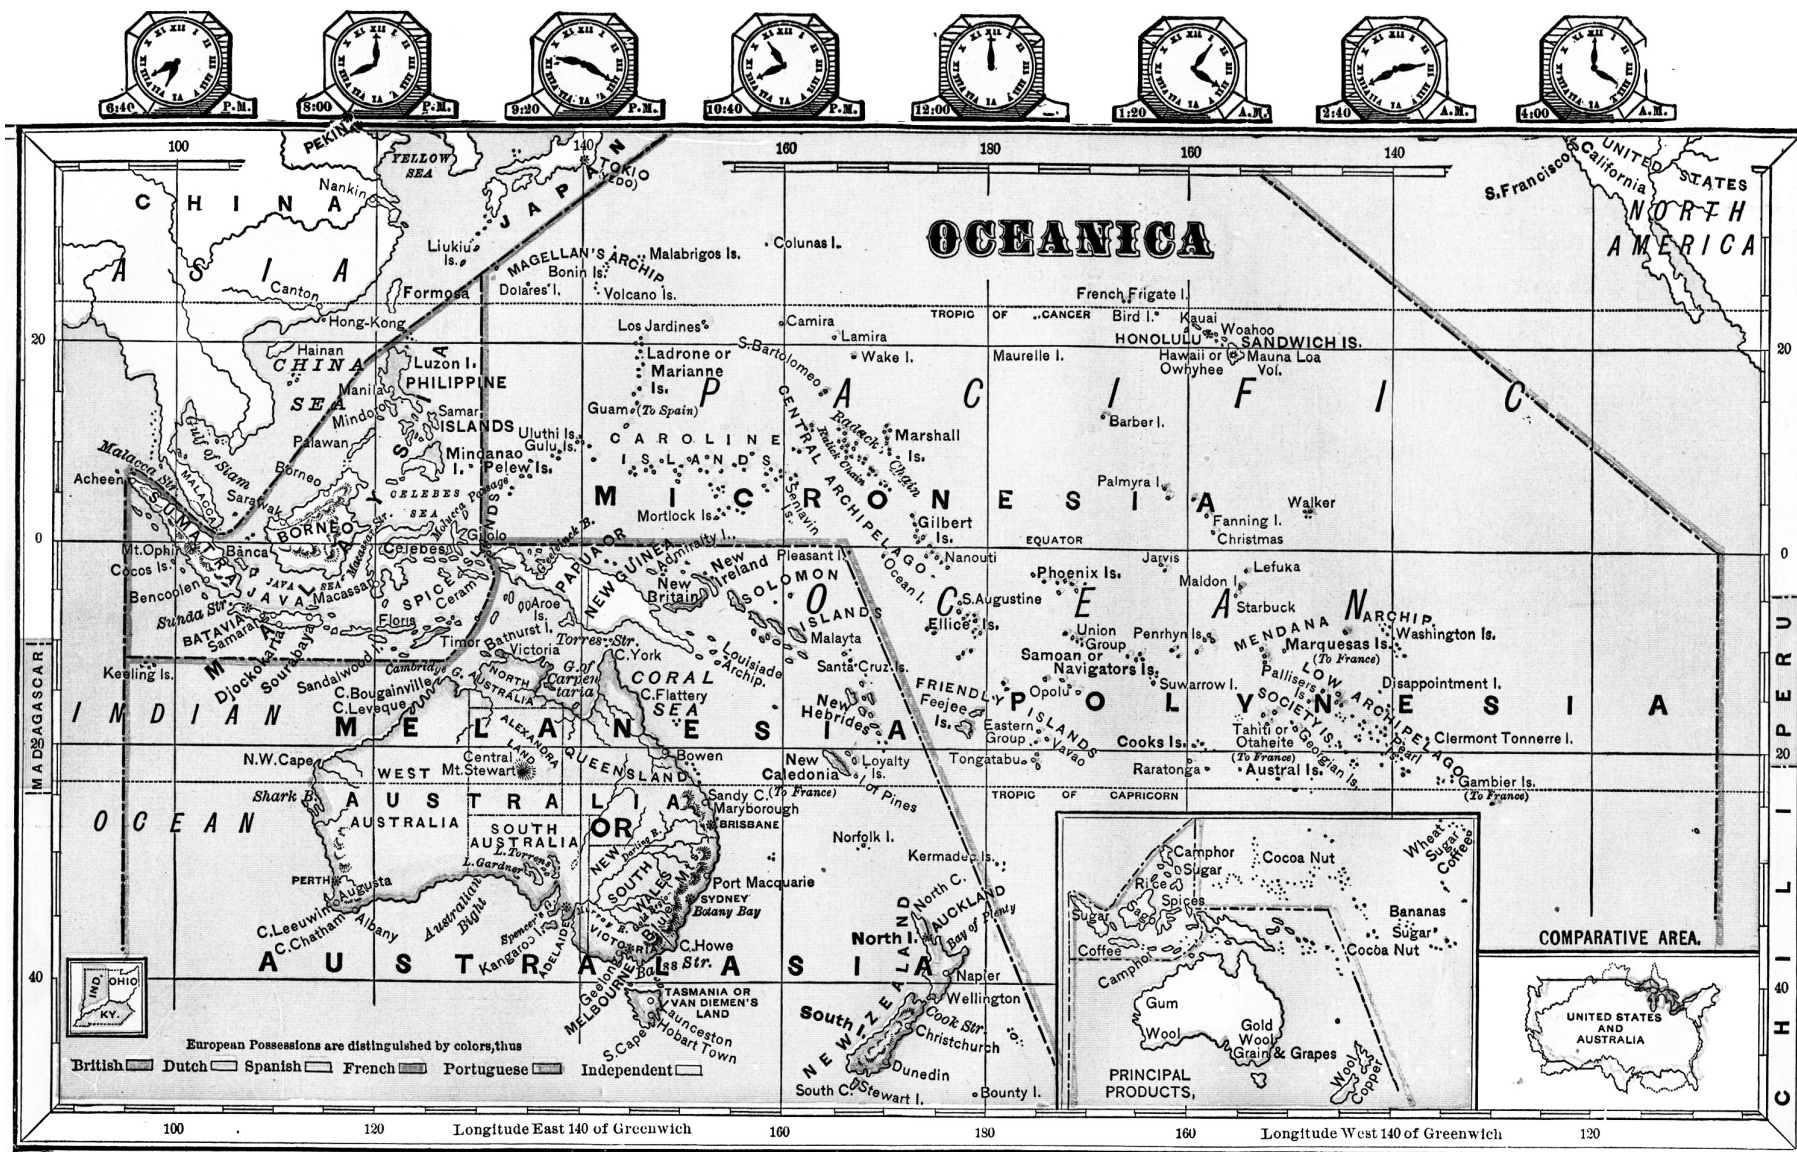 6:40 P.M.
8:00 P.M.
9:20 P.M.
10:40 P.M.
12:00
1:20 A.M.
2:40 A.M.
4:00 A.M.
100
140
160
180
160
140
PEKIN
YELLOW
SEA
TOKIO
(YEDO)
JAPAN
Nankin
CHINA
ASIA
Liukiu
Is.
Canton
Formosa
Hong-Kong
Hainan
CHINA
SEA
OCEANICA
MAGELLAN'S ARCHIP.
Malabrigos Is.
Bonin Is.
Dolares I.
Volcano Is.
Colunas I.
S.Francisco
California
UNITED STATES
NORTH
AMERICA
French Frigate I.
TROPIC OF CANCER
Bird I.
Kauai
Woahoo
HONOLULU
SANDWICH IS.
Hawaii or
Owhyhee
Mauna Loa
Vol.
20
20
Los Jardines
Camira
Lamira
Wake I.
S.Bartolomeo
Maurelle I.
Ladrone or
Marianne
Is.
Guam (To Spain)
PACIFIC
Luzon I.
PHILIPPINE
ISLANDS
Manila
Mindoro
Samar
Palawan
Mindanao
I.
Uluthi Is.
Gulu Is.
Pelew Is.
CAROLINE
ISLANDS
CENTRAL ARCHIPELAGO
Radack Chain
Ralick Chain
Marshall
Is.
Barber I.
Gulf of Siam
Malacca Str.
MALACCA
Acheen
Borneo
Sarawak
BORNEO
CELEBES
SEA
Molucca Passage
MICRONESIA
Seniavin
Is.
Mortlock Is.
Palmyra I.
Walker
Fanning I.
Christmas
Gilbert
Is.
0
0
EQUATOR
SUMATRA
Mt.Ophir
Cocos Is.
Bencoolen
Banca
JAVA SEA
JAVA
Sunda Str.
BATAVIA
Samarang
Djockokarta
Sourabaya
Macassar Str.
Macassar
Celebes
Gilolo
SPICE ISLANDS
Ceram
Floris
Timor
Sandalwood I.
MALAYSIA
Geelvinck B.
PAPUA OR
NEW GUINEA
Admiralty I.
New
Ireland
New
Britain
SOLOMON
ISLANDS
Pleasant I.
Nanouti
Ocean I.
Aroe
Is.
Phoenix Is.
Jarvis
Maldon I.
Lefuka
Starbuck
S.Augustine
Ellice Is.
OCEAN
Union
Group
Penrhyn Is.
MENDANA ARCHIP.
Washington Is.
Marquesas Is.
(To France)
Keeling Is.
Cambridge
G.
Bathurst I.
Victoria
Torres Str.
C.York
G.of
Carpen
taria
Malayta
Louisiade
Archip.
Santa Cruz Is.
Samoan or
Navigators Is.
Opolu
Suwarrow I.
Pallisers
Is.
LOW ARCHIPELAGO
Disappointment I.
INDIAN
OCEAN
C.Bougainville
C.Leveque
NORTH
AUSTRALIA
CORAL
SEA
C.Flattery
New
Hebrides
MELANESIA
FRIENDLY ISLANDS
Feejee
Is.
Eastern
Group
Vavao
Tongatabu
POLYNESIA
Cooks Is.
Raratonga
SOCIETY IS.
Tahiti or
Otaheite
(To France)
Georgian Is.
Austral Is.
Pearl
Clermont Tonnerre I.
Gambier Is.
(To France)
20
20
N.W.Cape
Shark B.
ALEXANDRA
LAND
Central
Mt.Stewart
QUEENSLAND
Bowen
WEST
AUSTRALIA
AUSTRALIA
OR
New
Caledonia
(To France)
Loyalty
Is.
I.of Pines
TROPIC OF CAPRICORN
Sandy C.
Maryborough
BRISBANE
SOUTH
AUSTRALIA
Darling R.
NEW
SOUTH
WALES
L.Torrens
L.Gardner
Norfolk I.
Kermadec Is.
PERTH
Augusta
C.Leeuwin
C.Chatham
Albany
Australian
Bight
Spencer's G.
Kangaroo I.
ADELAIDE
VICTORIA
Port Macquarie
SYDNEY
Botany Bay
C.Howe
Bass Str.
Geelong
MELBOURNE
AUSTRALASIA
North C.
AUCKLAND
Bay of Plenty
North I.
Napier
Wellington
Cook Str.
South I.
Christchurch
NEW ZEALAND
Dunedin
Stewart I.
South C.
Bounty I.
TASMANIA OR
VAN DIEMEN'S
LAND
Launceston
Hobart Town
S.Cape
40
40
MADAGASCAR
PERU
CHILI
IND.
OHIO
KY.
European Possessions are distinguished by colors, thus
British Dutch Spanish French Portuguese Independent
Camphor
Sugar
Rice
Spices
Sago
Sugar
Coffee
Camphor
Cocoa Nut
Wheat
Sugar
Coffee
Bananas
Sugar
Cocoa Nut
Gum
Wool
Gold
Wool
Grain & Grapes
Wool
Copper
PRINCIPAL
PRODUCTS,
COMPARATIVE AREA.
UNITED STATES
AND
AUSTRALIA
100
120
Longitude East 140 of Greenwich
160
180
160
Longitude West 140 of Greenwich
120